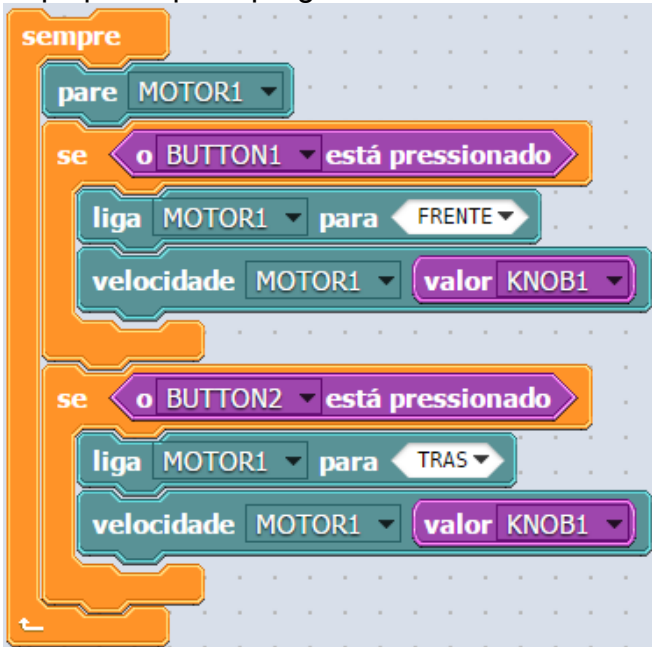 sempre
pare MOTOR1
se o BUTTON1 está pressionado
liga MOTOR1 para FRENTE
velocidade MOTOR1 valor KNOB1
se o BUTTON2 está pressionado
liga MOTOR1 para TRAS
velocidade MOTOR1 valor KNOB1